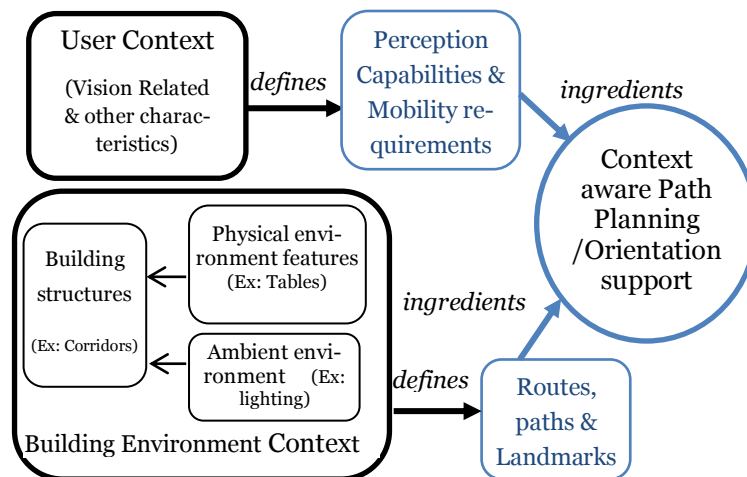 User Context
(Vision Related
& other charac-
teristics)
defines
Perception
Capabilities &
Mobility re-
quirements
ingredients
Context
aware Path
Planning
/Orientation
support
Building
structures
(Ex: Corridors)
Physical envi-
ronment features
(Ex: Tables)
Ambient envi-
ronment (Ex:
lighting)
Building Environment Context
defines
ingredients
Routes,
paths &
Landmarks